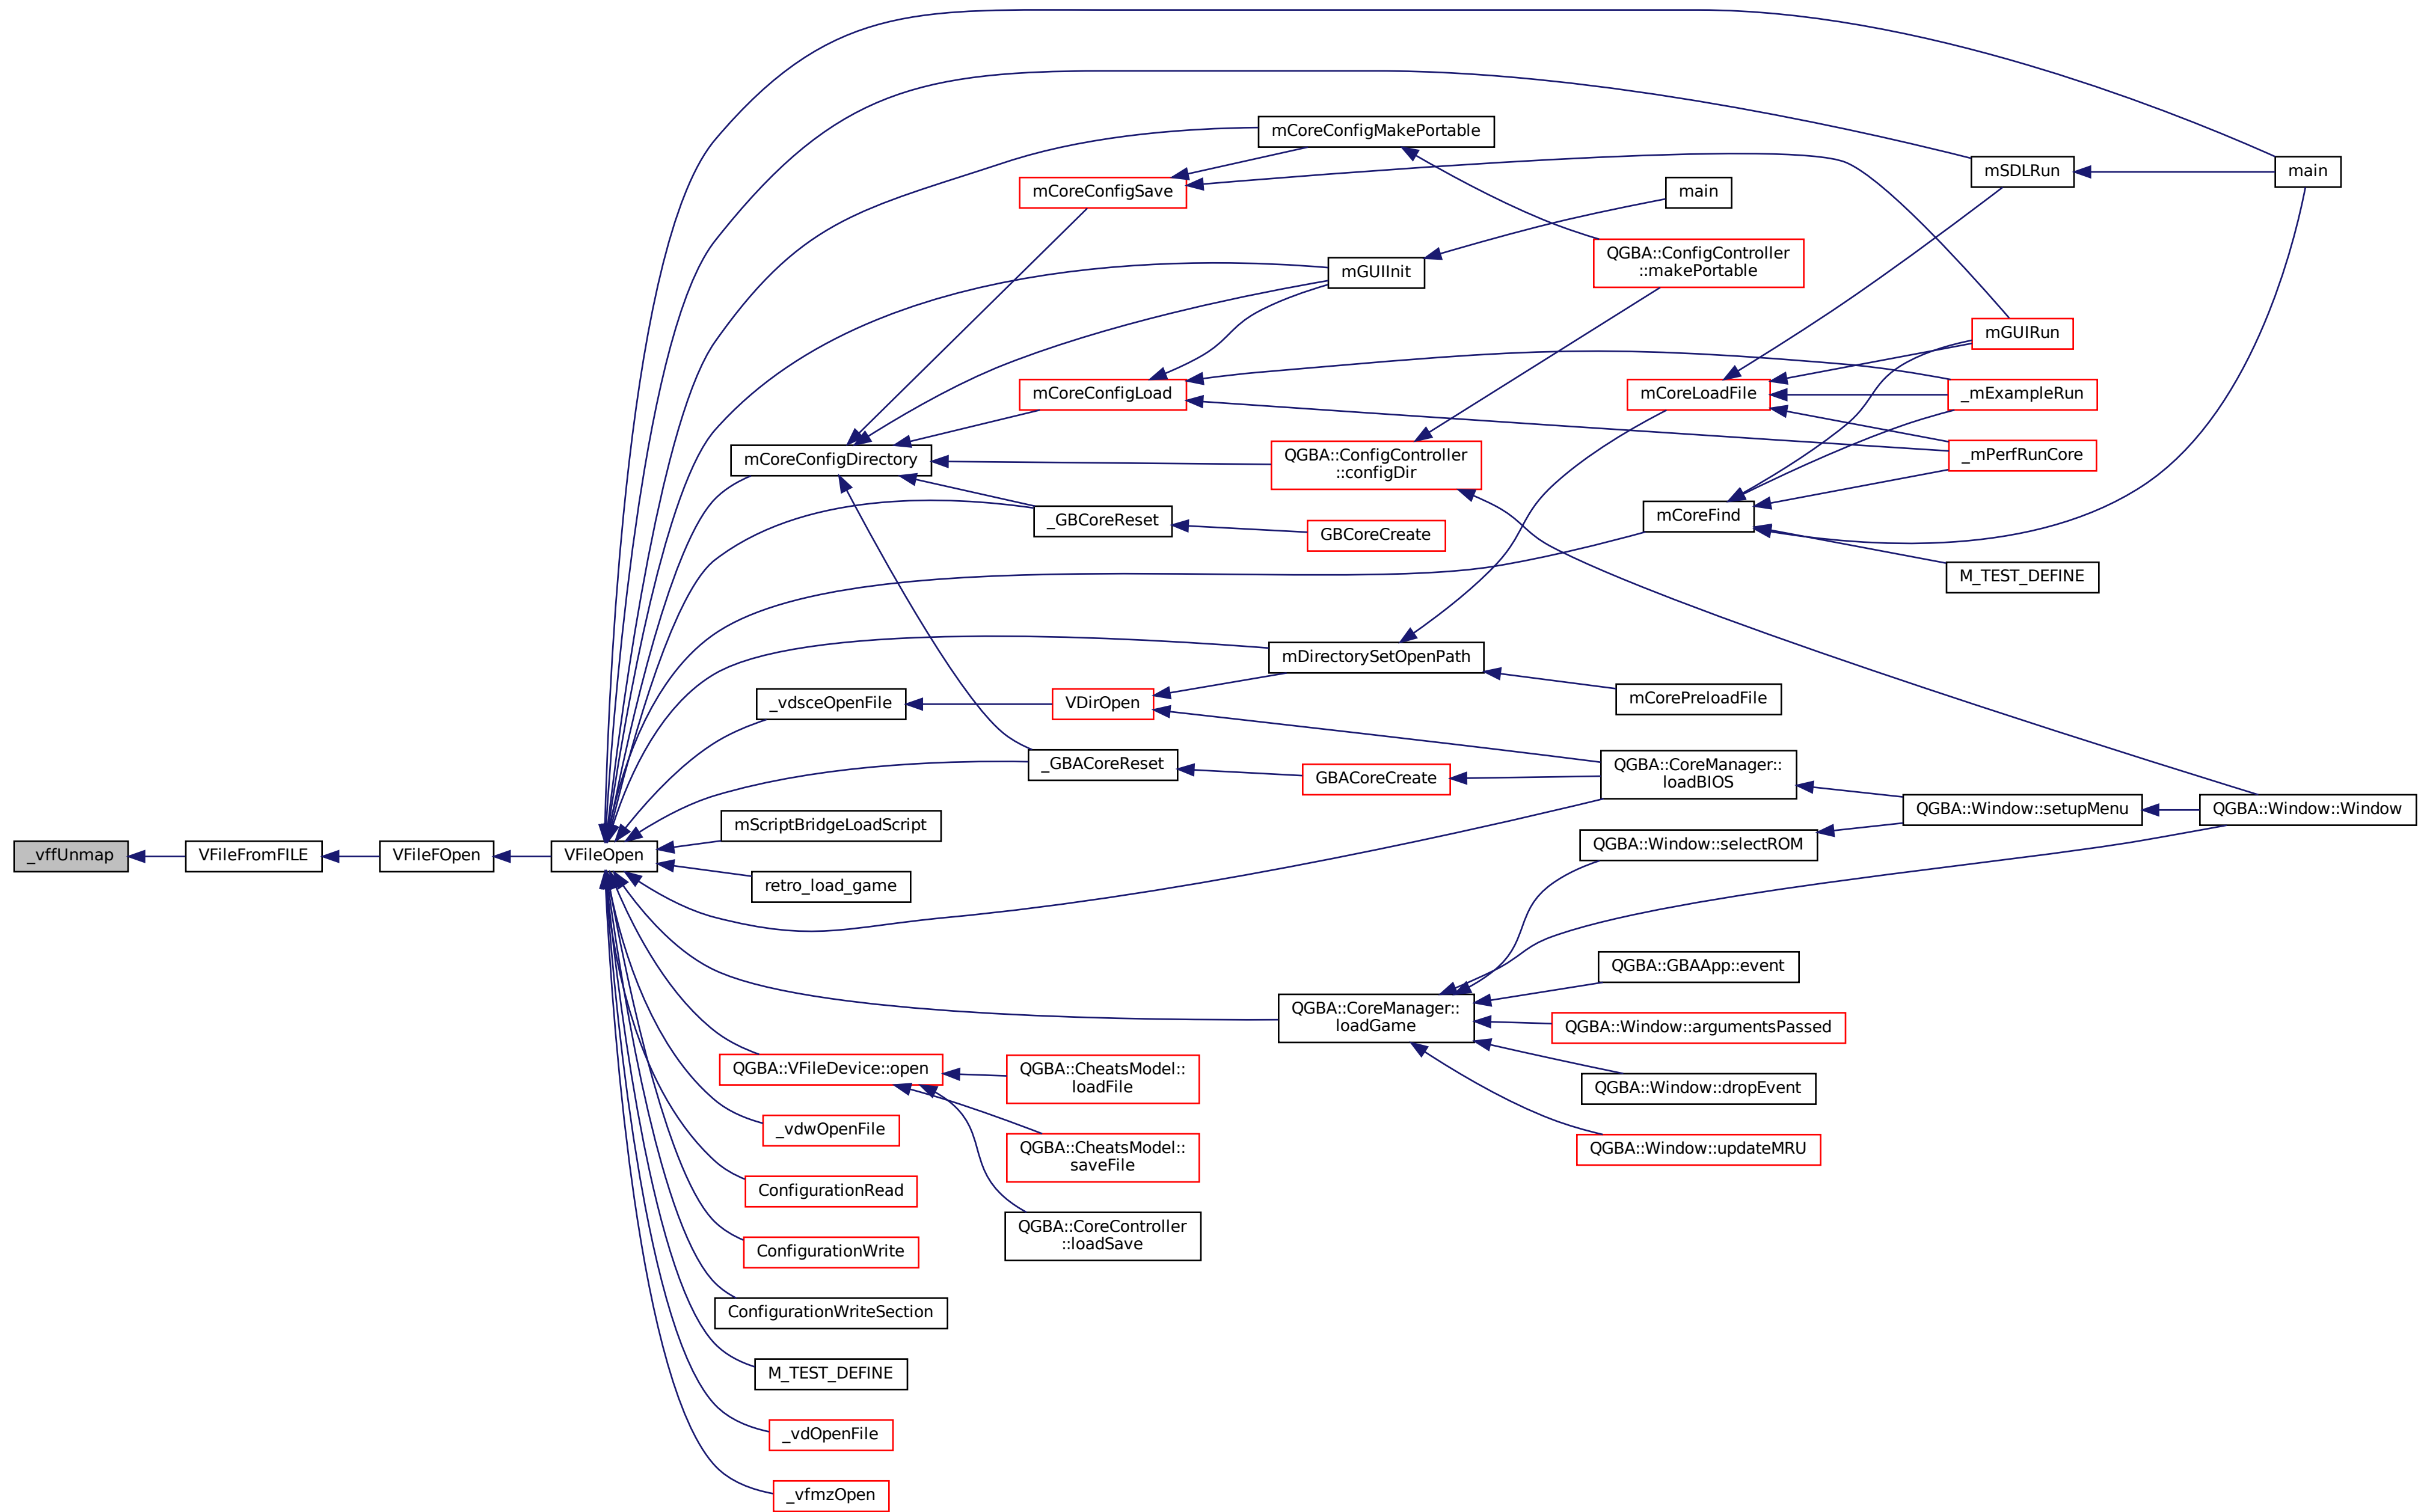 mCoreConfigMakePortable
mSDLRun
main
mCoreConfigSave
main
QGBA::ConfigController
::makePortable
mGUIInit
mGUIRun
mCoreConfigLoad
mCoreLoadFile
_mExampleRun
mCoreConfigDirectory
QGBA::ConfigController
::configDir
_mPerfRunCore
_GBCoreReset
GBCoreCreate
mCoreFind
M_TEST_DEFINE
mDirectorySetOpenPath
_vdsceOpenFile
VDirOpen
mCorePreloadFile
_GBACoreReset
GBACoreCreate
QGBA::CoreManager::
loadBIOS
QGBA::Window::setupMenu
QGBA::Window::Window
mScriptBridgeLoadScript
QGBA::Window::selectROM
_vffUnmap
VFileFromFILE
VFileFOpen
VFileOpen
retro_load_game
QGBA::GBAApp::event
QGBA::CoreManager::
loadGame
QGBA::Window::argumentsPassed
QGBA::VFileDevice::open
QGBA::CheatsModel::
loadFile
QGBA::Window::dropEvent
_vdwOpenFile
QGBA::CheatsModel::
saveFile
QGBA::Window::updateMRU
ConfigurationRead
QGBA::CoreController
::loadSave
ConfigurationWrite
ConfigurationWriteSection
M_TEST_DEFINE
_vdOpenFile
_vfmzOpen